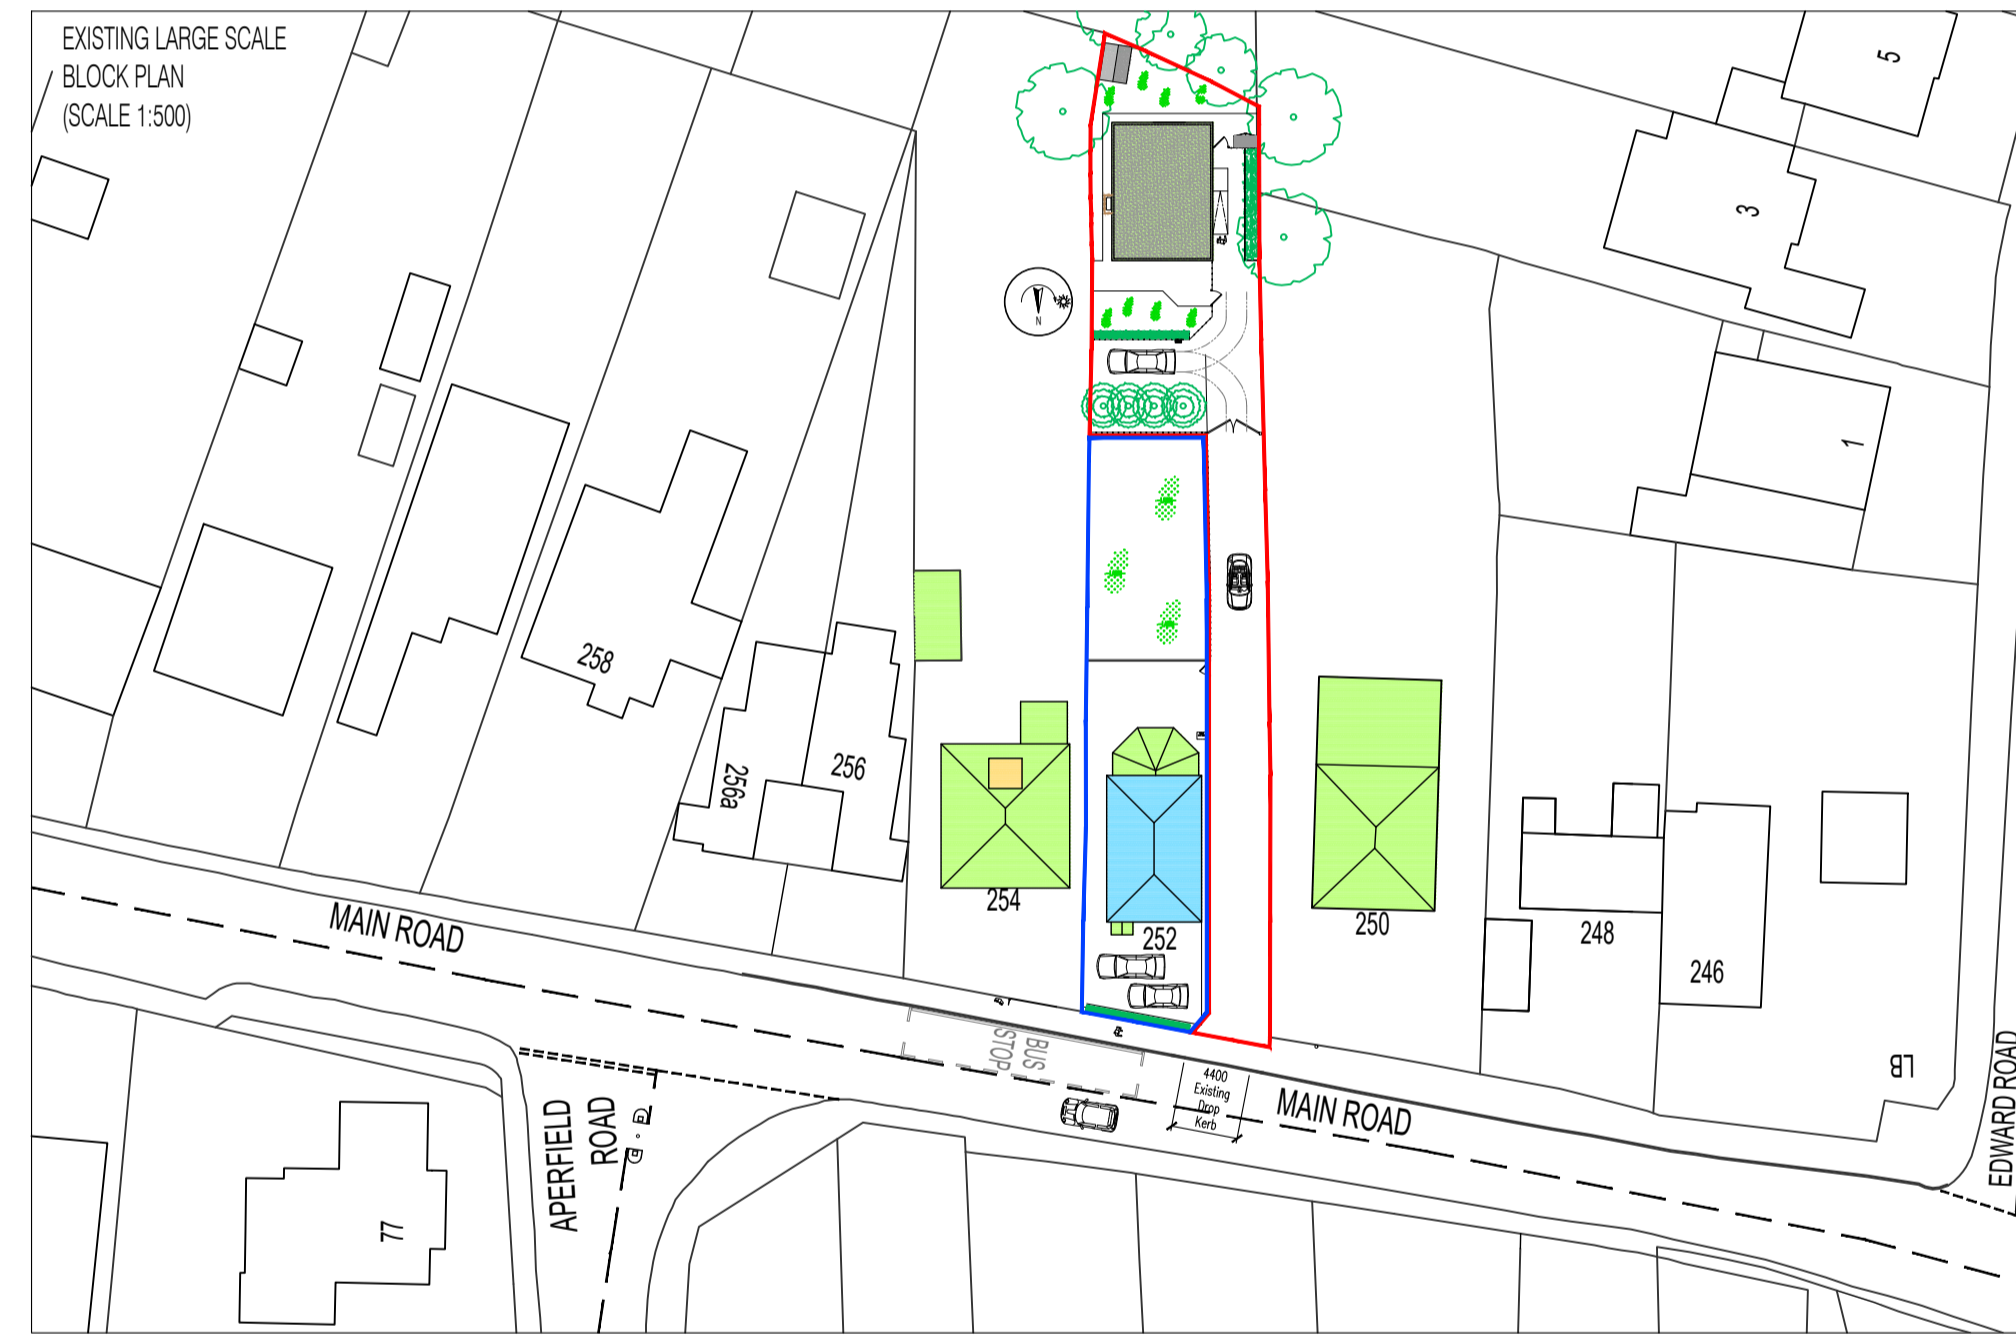 EXISTING LARGE SCALE
BLOCK PLAN
(SCALE 1:500)
5
3
N
1
258
256a
256
254
252
250
248
246
MAIN ROAD
BUS
STOP
4400
Existing
Drop
Kerb
MAIN ROAD
LB
EDWARD ROAD
APERFIELD
ROAD
77